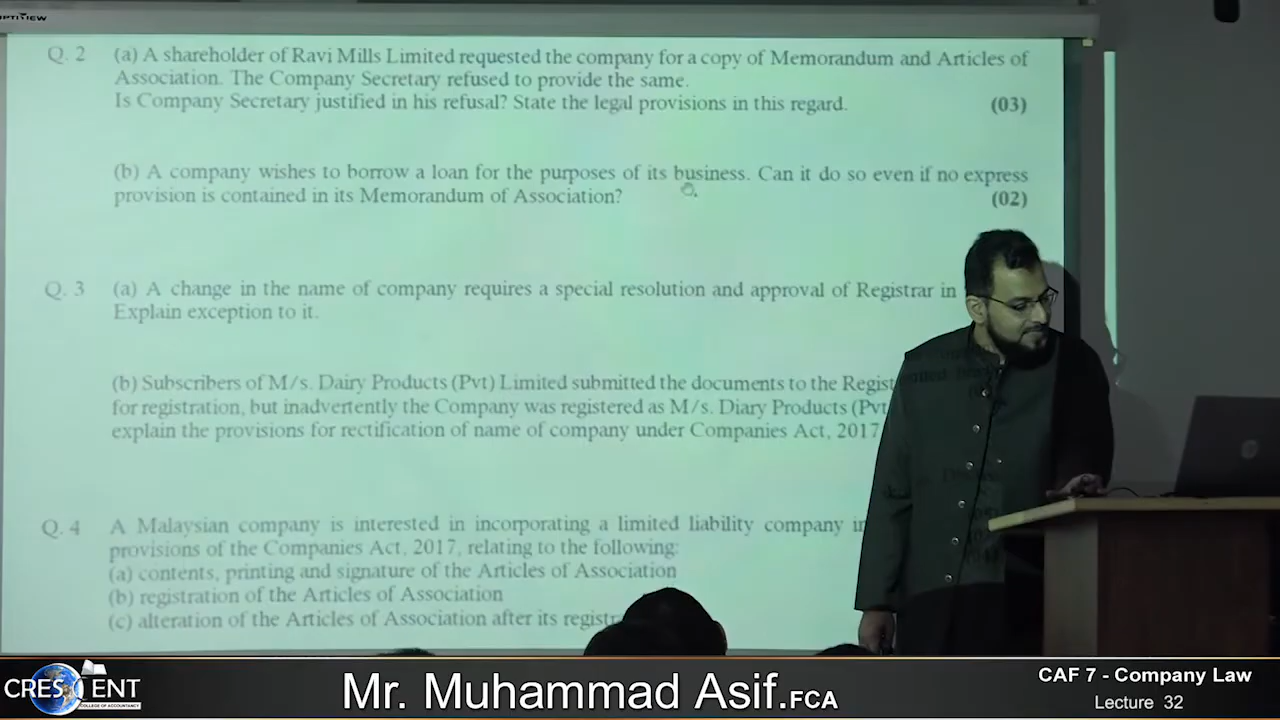 Q. 2 (a) A shareholder of Ravi Mills Limited requested the company for a copy of Memorandum and Articles of
Association. The Company Secretary refused to provide the same.
Is Company Secretary justified in his refusal? State the legal provisions in this regard. (03)
(b) A company wishes to borrow a loan for the purposes of its business. Can it do so even if no express
provision is contained in its Memorandum of Association? (02)
Q. 3 (a) A change in the name of company requires a special resolution and approval of Registrar in
Explain exception to it.
(b) Subscribers of M/s. Dairy Products (Pvt) Limited submitted the documents to the Regist
for registration, but inadvertently the Company was registered as M/s. Diary Products (Pvt
explain the provisions for rectification of name of company under Companies Act, 2017
Q. 4 A Malaysian company is interested in incorporating a limited liability company in
provisions of the Companies Act, 2017, relating to the following:
(a) contents, printing and signature of the Articles of Association
(b) registration of the Articles of Association
(c) alteration of the Articles of Association after its registr
CRESCENT
COLLEGE OF ACCOUNTANCY
Mr. Muhammad Asif.FCA
CAF 7 - Company Law
Lecture 32